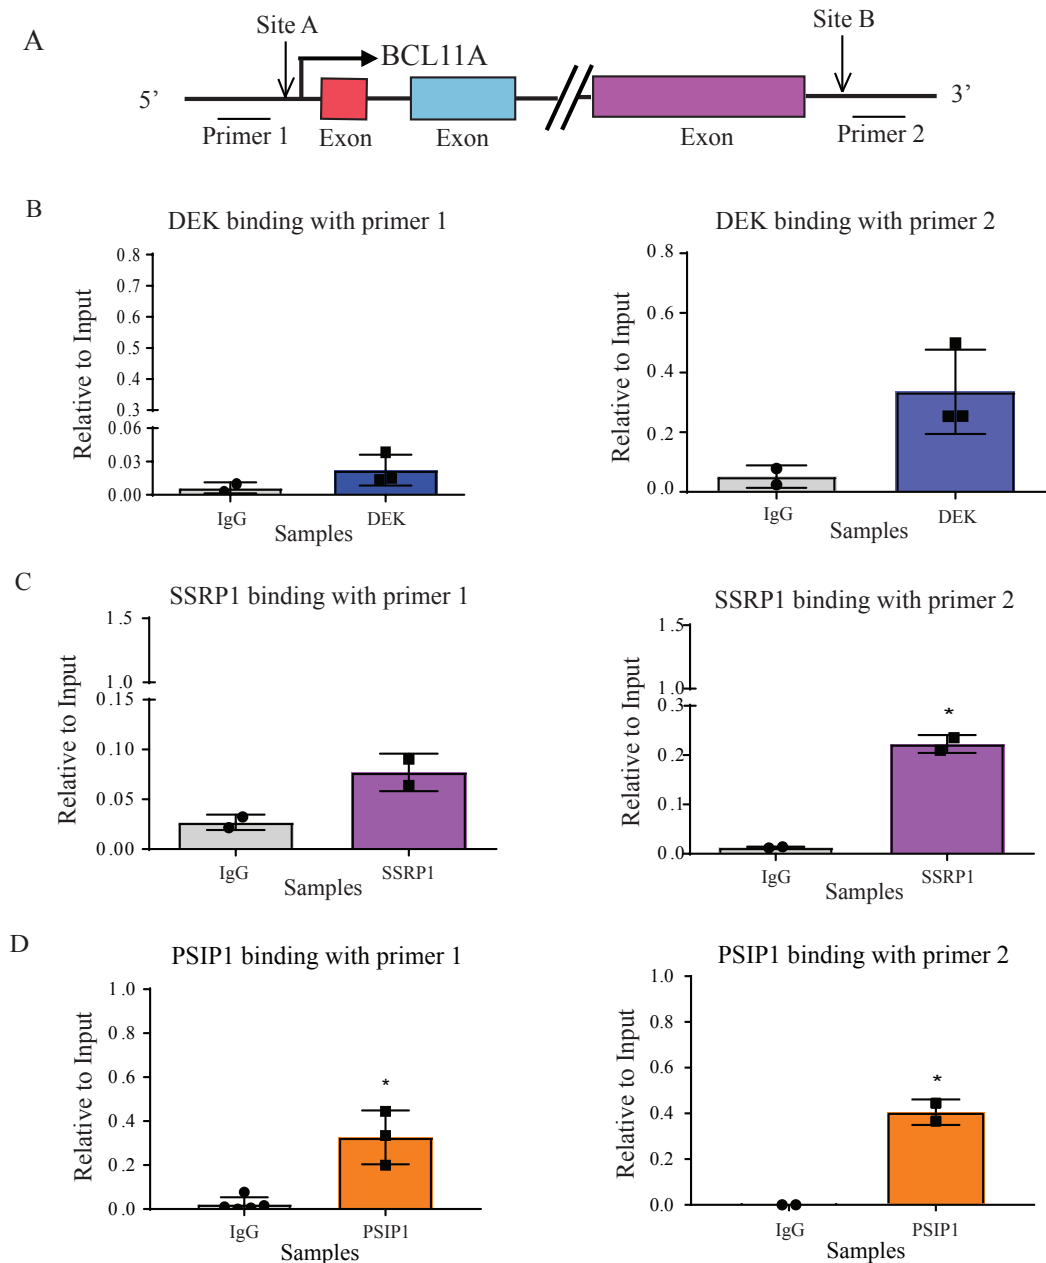 A
Site A
Site B
BCL11A
5’
3’
Primer 1
Exon
Exon
Exon
Primer 2
B
DEK binding with primer 1
Relative to Input
0.8
0.7
0.6
0.5
0.4
0.3
0.06
0.03
0.00
IgG
DEK
Samples
DEK binding with primer 2
Relative to Input
0.8
0.6
0.4
0.2
0.0
IgG
DEK
Samples
C
SSRP1 binding with primer 1
Relative to Input
1.5
1.0
0.15
0.10
0.05
0.00
IgG
SSRP1
Samples
SSRP1 binding with primer 2
Relative to Input
1.5
1.0
0.3
0.2
0.1
0.0
*
IgG
SSRP1
Samples
D
PSIP1 binding with primer 1
Relative to Input
1.0
0.8
0.6
0.4
0.2
0.0
*
IgG
PSIP1
Samples
PSIP1 binding with primer 2
Relative to Input
1.0
0.8
0.6
0.4
0.2
0.0
*
IgG
PSIP1
Samples